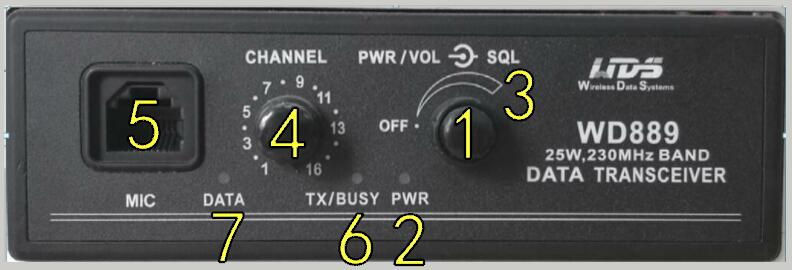 CHANNEL
PWR/VOL SQL
WDS
Wireless Data Systems
1 3 5 7 9 11 13 16
OFF
WD889
25W,230MHz BAND
DATA TRANSCEIVER
MIC DATA TX/BUSY PWR
5 4 1 3
7 6 2